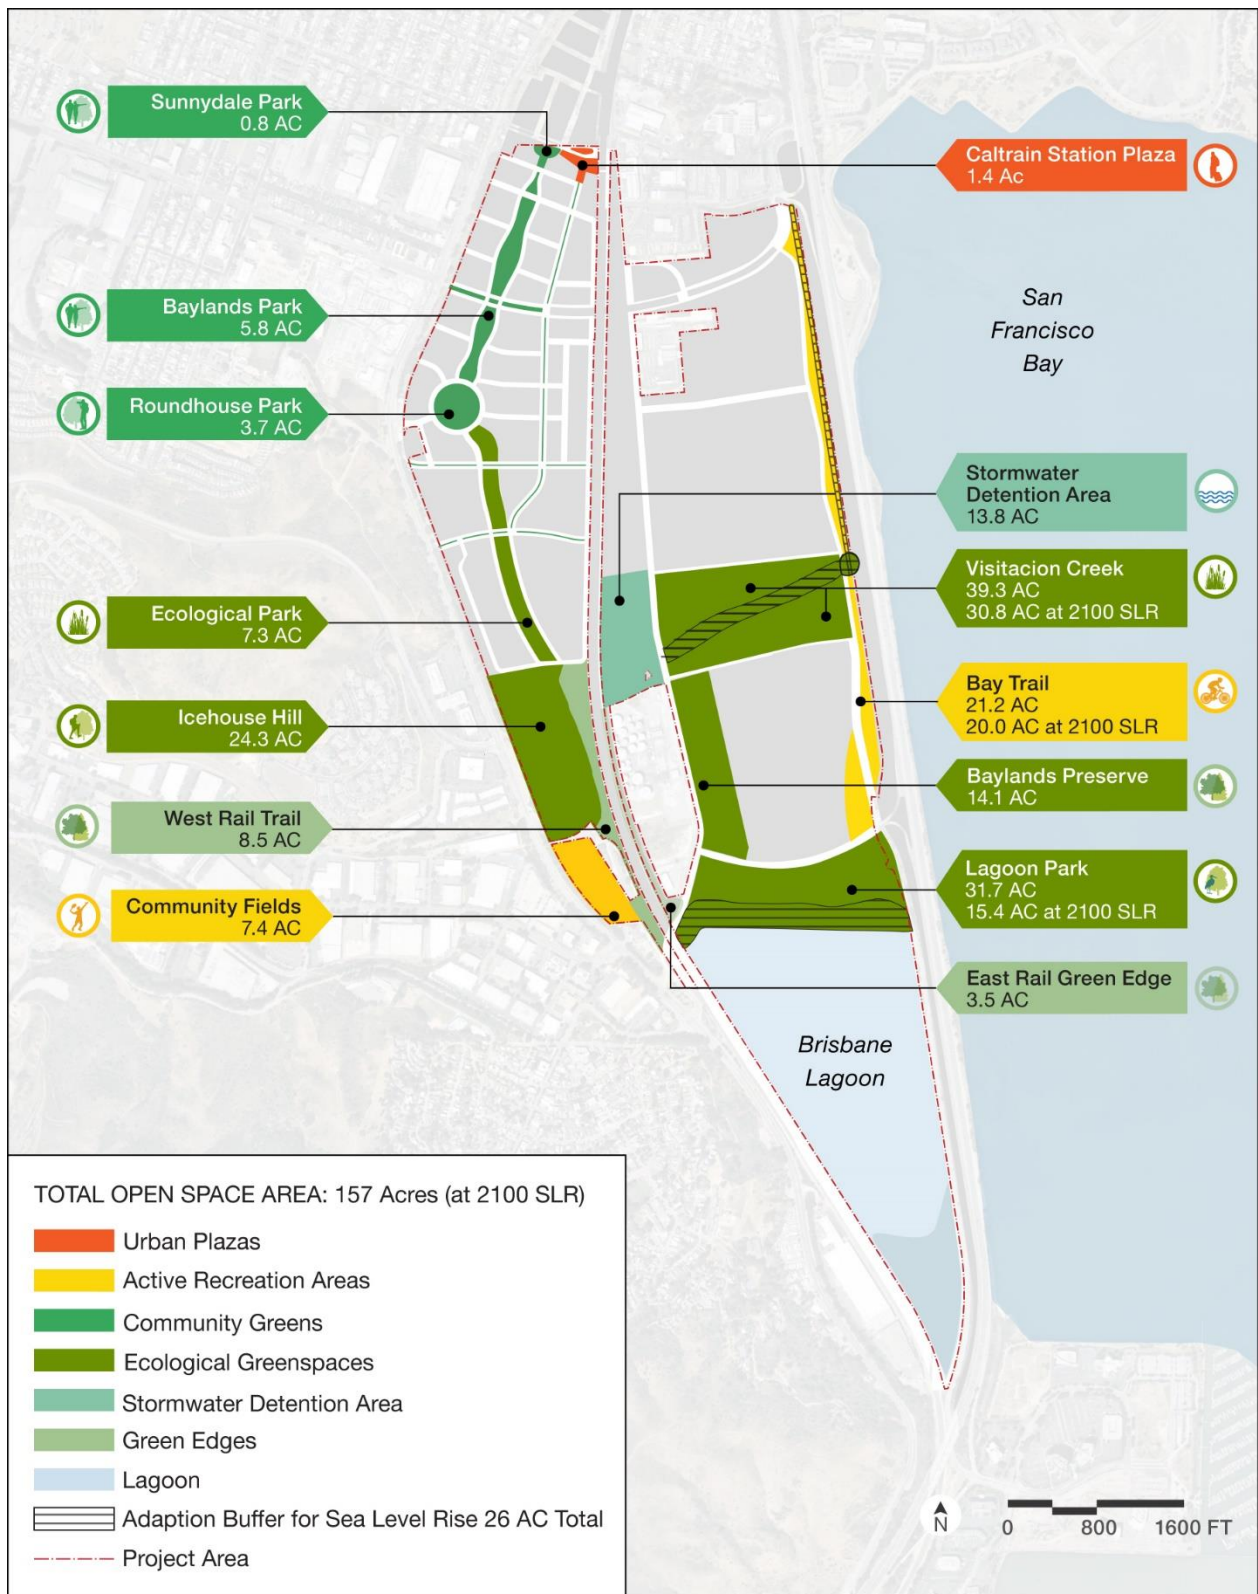 Sunnydale Park
0.8 AC
Caltrain Station Plaza
1.4 Ac
Baylands Park
5.8 AC
San
Francisco
Bay
Roundhouse Park
3.7 AC
Stormwater
Detention Area
13.8 AC
Visitacion Creek
39.3 AC
30.8 AC at 2100 SLR
Ecological Park
7.3 AC
Bay Trail
21.2 AC
20.0 AC at 2100 SLR
Icehouse Hill
24.3 AC
Baylands Preserve
14.1 AC
West Rail Trail
8.5 AC
Lagoon Park
31.7 AC
15.4 AC at 2100 SLR
Community Fields
7.4 AC
East Rail Green Edge
3.5 AC
Brisbane
Lagoon
TOTAL OPEN SPACE AREA: 157 Acres (at 2100 SLR)
Urban Plazas
Active Recreation Areas
Community Greens
Ecological Greenspaces
Stormwater Detention Area
Green Edges
Lagoon
Adaption Buffer for Sea Level Rise 26 AC Total
Project Area
N
0 800 1600 FT